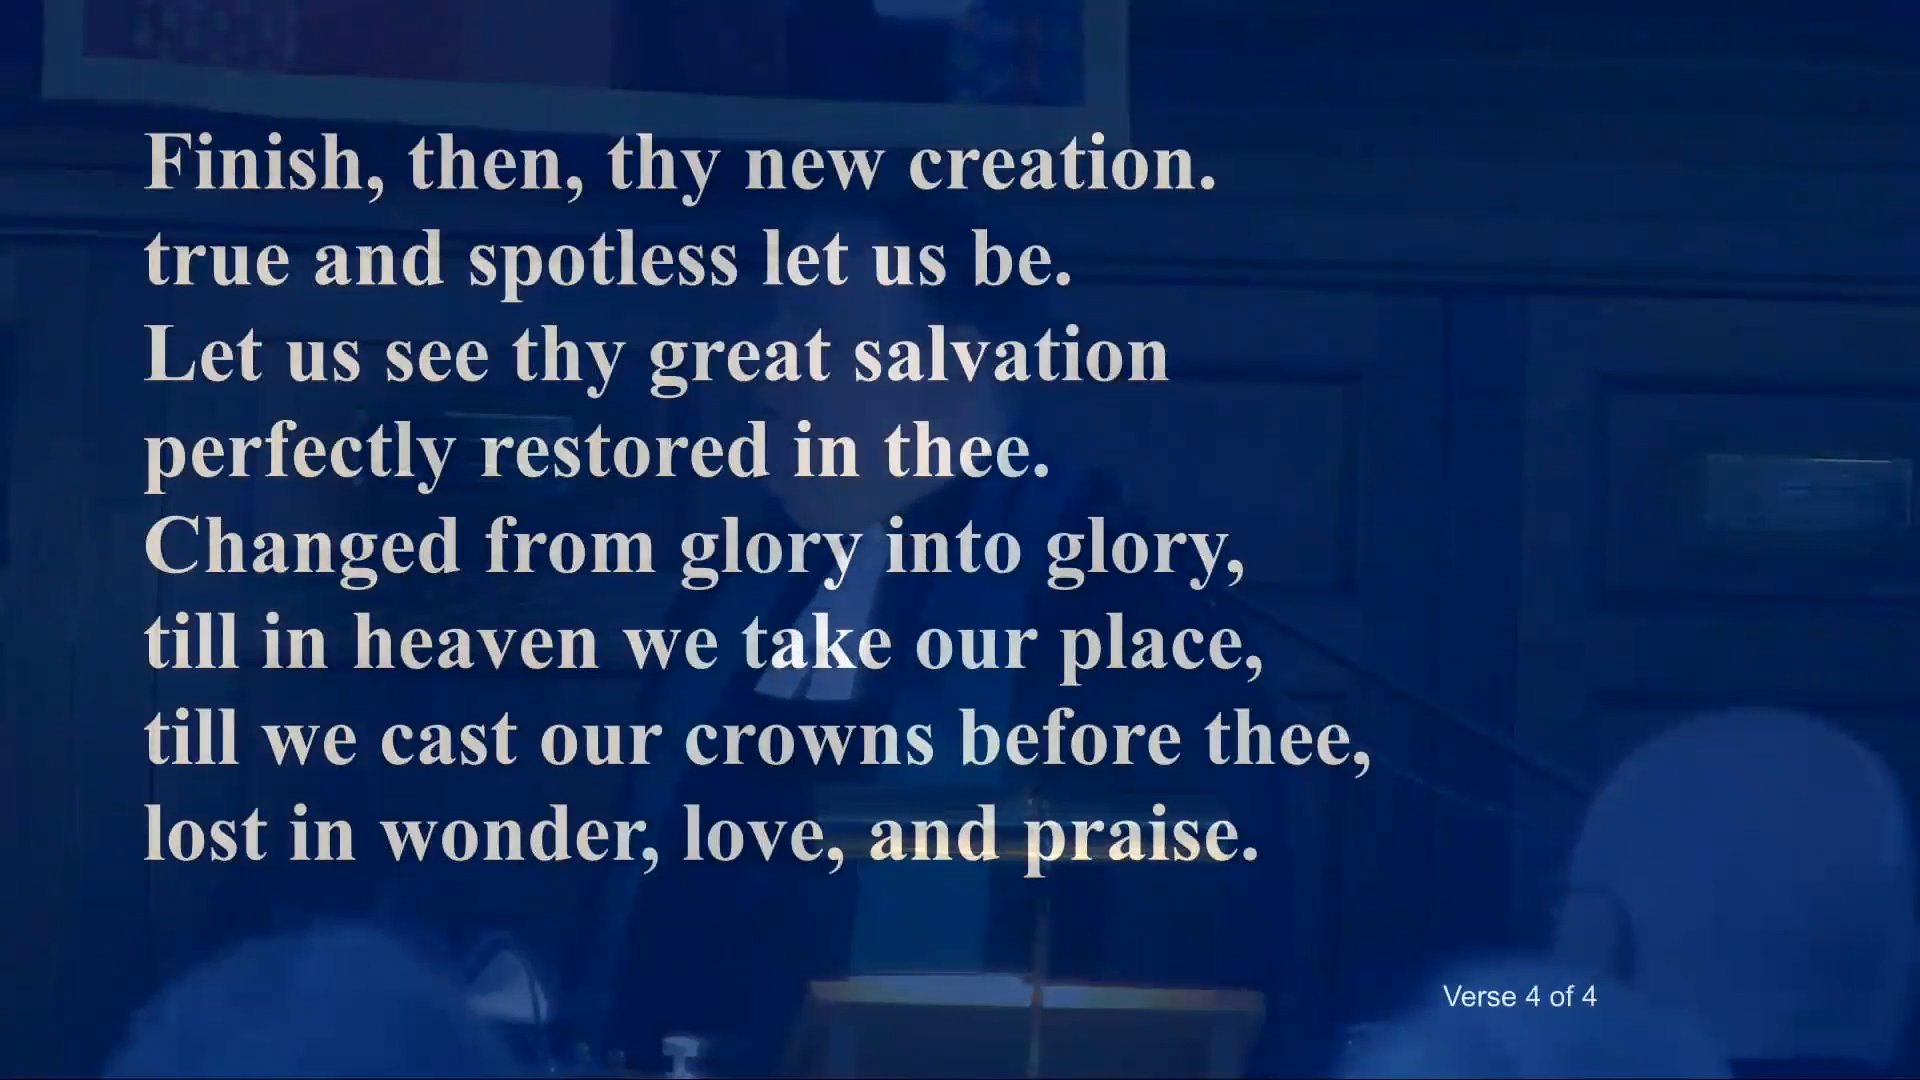 Finish, then, thy new creation.
true and spotless let us be.
Let us see thy great salvation
perfectly restored in thee.
Changed from glory into glory,
till in heaven we take our place,
till we cast our crowns before thee,
lost in wonder, love, and praise.
Verse 4 of 4